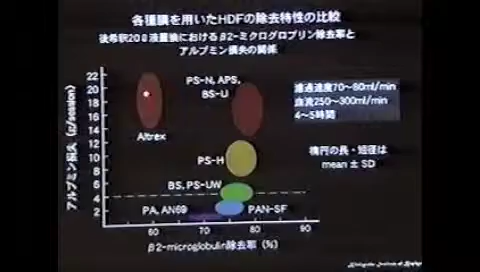 各種膜を用いたHDFの除去特性の比較
後希釈20ℓ液置換におけるβ2-ミクログロブリン除去率と
アルブミン損失の関係
アルブミン損失 (g/session)
22
20
18
16
14
12
10
8
6
4
2
PS-N, APS,
BS-U
Altrex
PS-H
BS, PS-UW
PA, AN69
PAN-SF
濾過速度70～80ml/min
血流250～300ml/min
4～5時間
楕円の長・短径は
mean ± SD
60
70
80
90
β2-microglobulin除去率 (%)